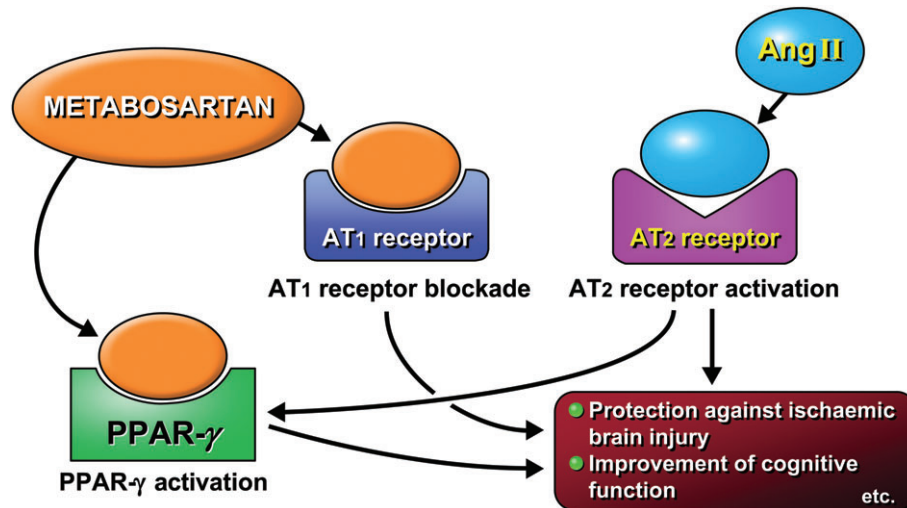 Ang II
METABOSARTAN
AT1 receptor
AT2 receptor
AT1 receptor blockade
AT2 receptor activation
PPAR-γ
PPAR-γ activation
Protection against ischaemic
brain injury
Improvement of cognitive
function
etc.